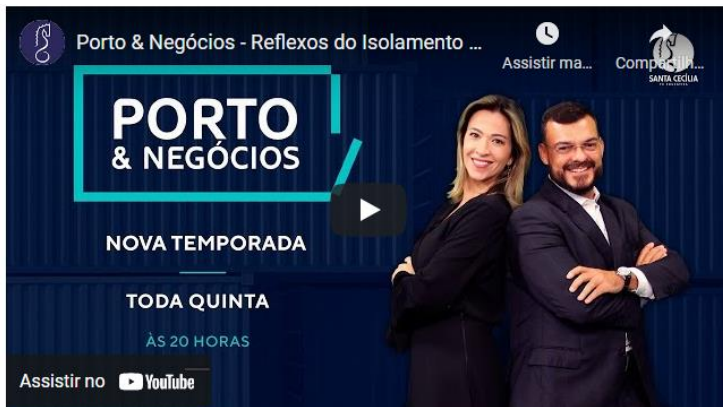 Porto & Negócios - Reflexos do Isolamento ...
Assistir ma...
Compartilh...
SANTA CECÍLIA
PORTO
& NEGÓCIOS
NOVA TEMPORADA
TODA QUINTA
ÀS 20 HORAS
Assistir no YouTube